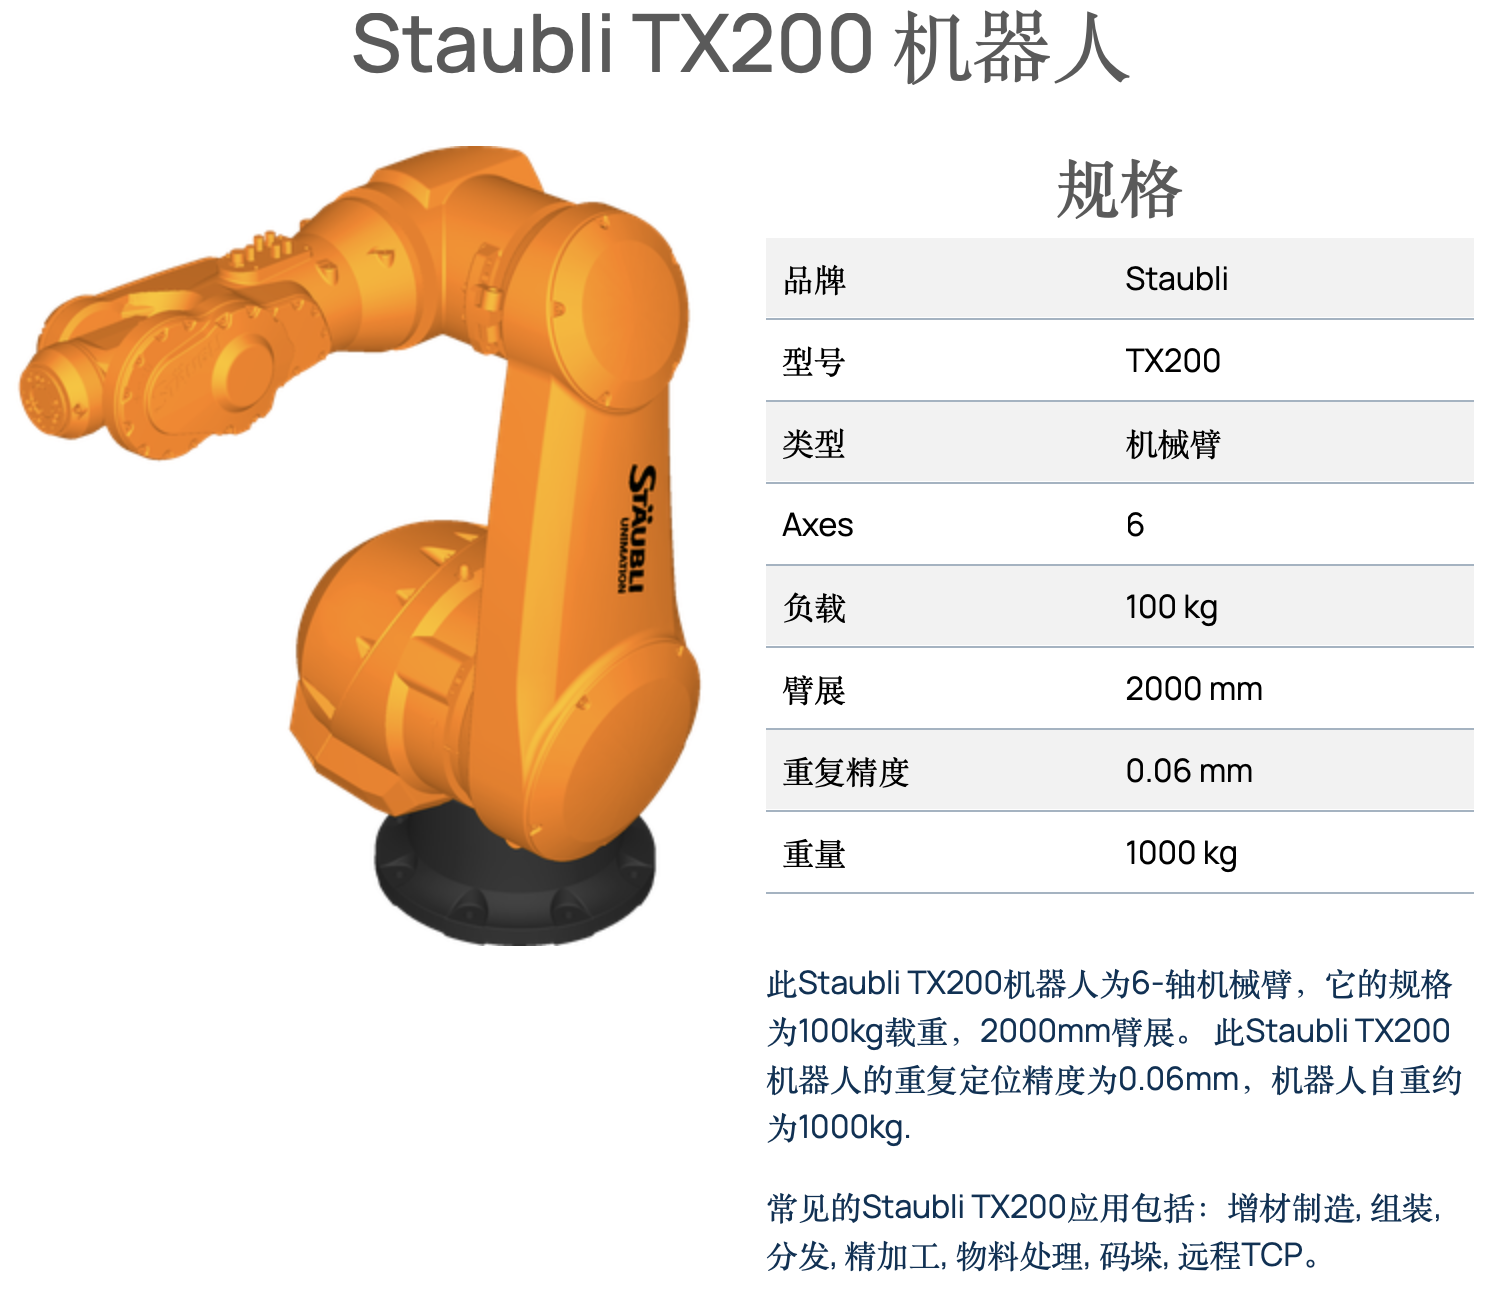 Staubli TX200 机器人
规格
品牌 Staubli
型号 TX200
类型 机械臂
Axes 6
负载 100 kg
臂展 2000 mm
重复精度 0.06 mm
重量 1000 kg
STÄUBLI
UNIMATION
此Staubli TX200机器人为6-轴机械臂，它的规格
为100kg载重，2000mm臂展。 此Staubli TX200
机器人的重复定位精度为0.06mm，机器人自重约
为1000kg.
常见的Staubli TX200应用包括：增材制造, 组装,
分发, 精加工, 物料处理, 码垛, 远程TCP。